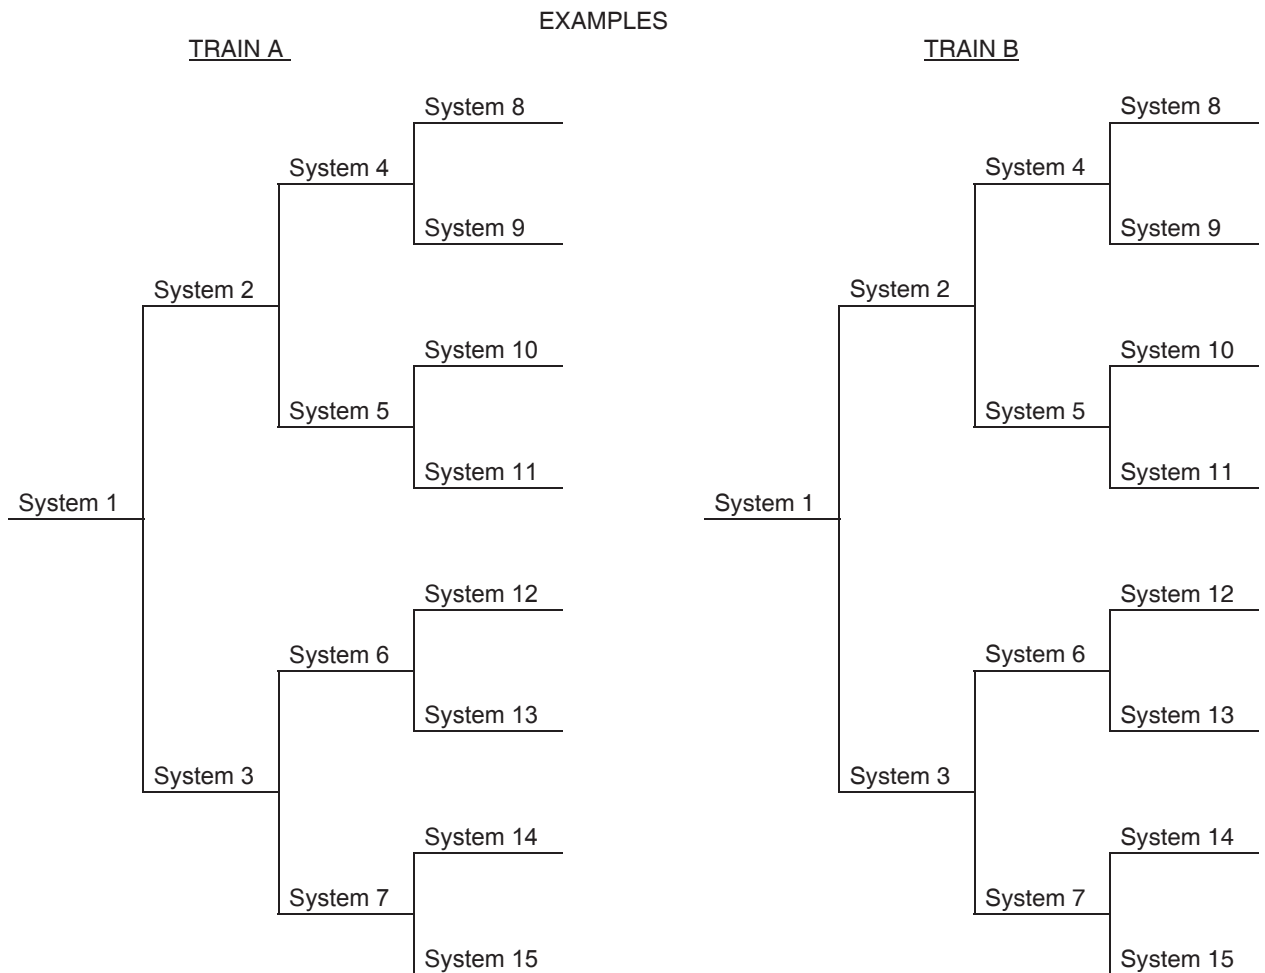 EXAMPLES
TRAIN A
TRAIN B
System 8
System 4
System 9
System 2
System 10
System 5
System 11
System 1
System 12
System 6
System 13
System 3
System 14
System 7
System 15
System 8
System 4
System 9
System 2
System 10
System 5
System 11
System 1
System 12
System 6
System 13
System 3
System 14
System 7
System 15